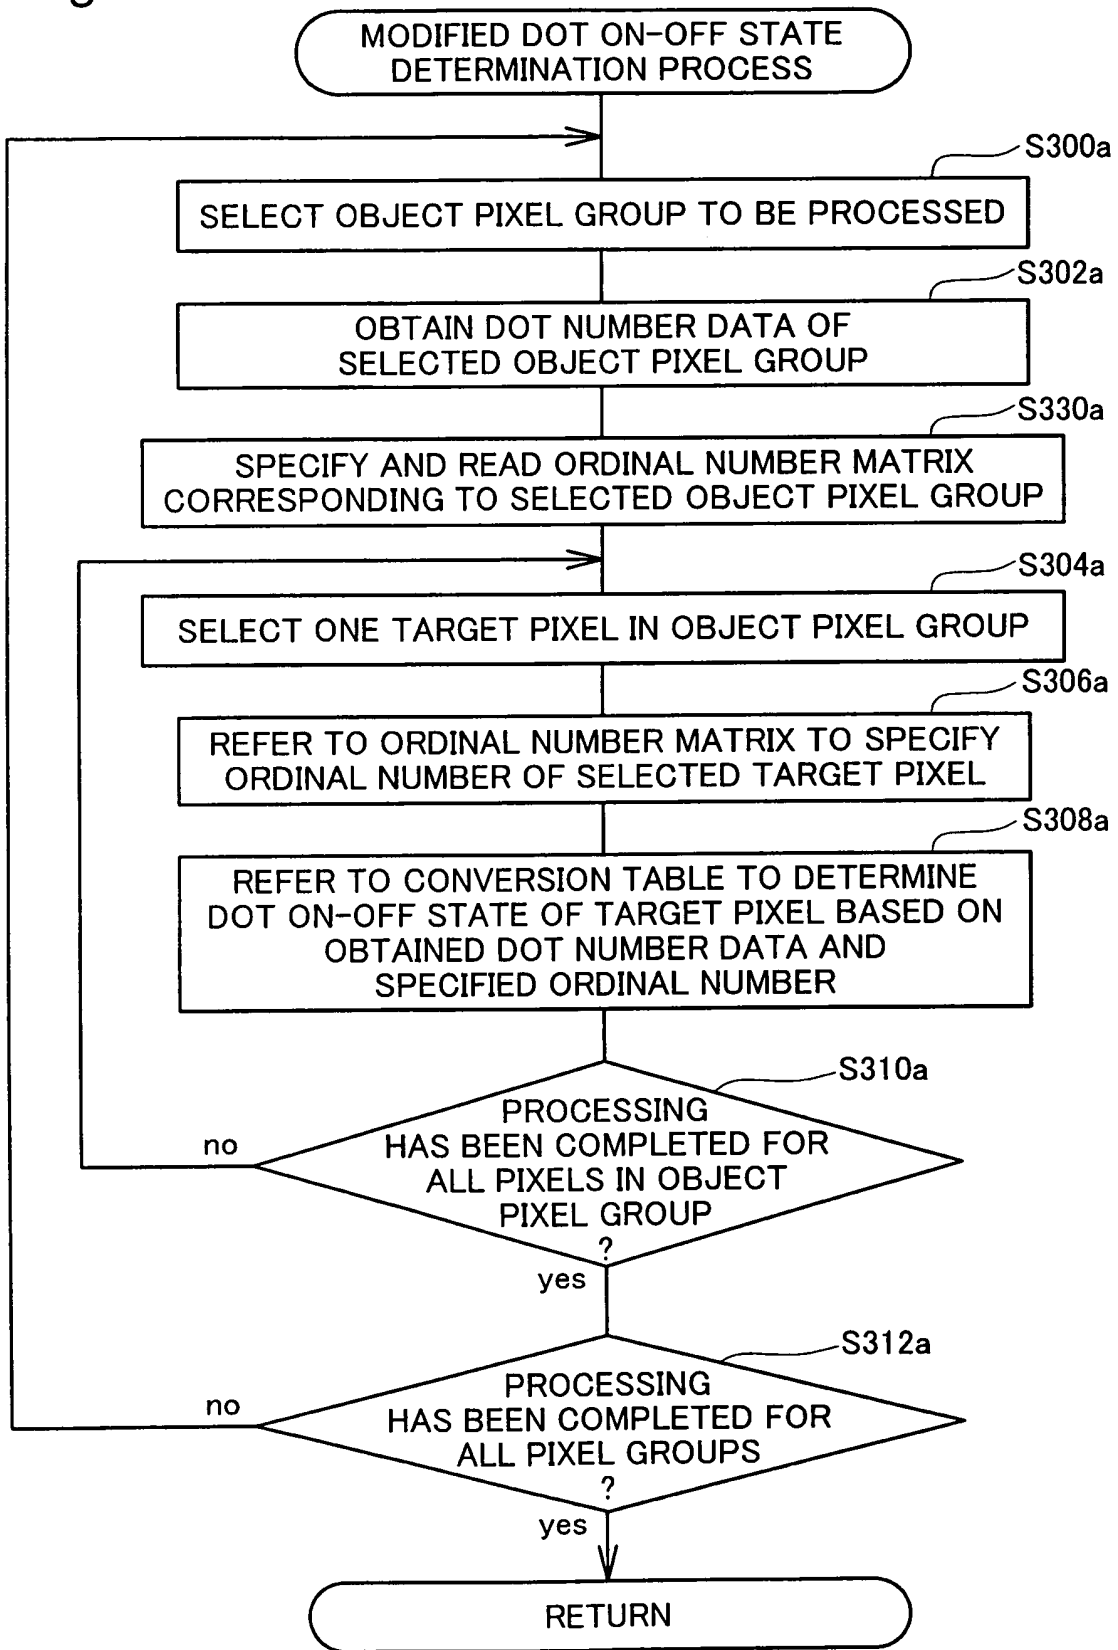 MODIFIED DOT ON-OFF STATE
DETERMINATION PROCESS
S300a
SELECT OBJECT PIXEL GROUP TO BE PROCESSED
S302a
OBTAIN DOT NUMBER DATA OF
SELECTED OBJECT PIXEL GROUP
S330a
SPECIFY AND READ ORDINAL NUMBER MATRIX
CORRESPONDING TO SELECTED OBJECT PIXEL GROUP
S304a
SELECT ONE TARGET PIXEL IN OBJECT PIXEL GROUP
S306a
REFER TO ORDINAL NUMBER MATRIX TO SPECIFY
ORDINAL NUMBER OF SELECTED TARGET PIXEL
S308a
REFER TO CONVERSION TABLE TO DETERMINE
DOT ON-OFF STATE OF TARGET PIXEL BASED ON
OBTAINED DOT NUMBER DATA AND
SPECIFIED ORDINAL NUMBER
S310a
PROCESSING
HAS BEEN COMPLETED FOR
ALL PIXELS IN OBJECT
PIXEL GROUP
?
no
yes
S312a
PROCESSING
HAS BEEN COMPLETED FOR
ALL PIXEL GROUPS
?
no
yes
RETURN